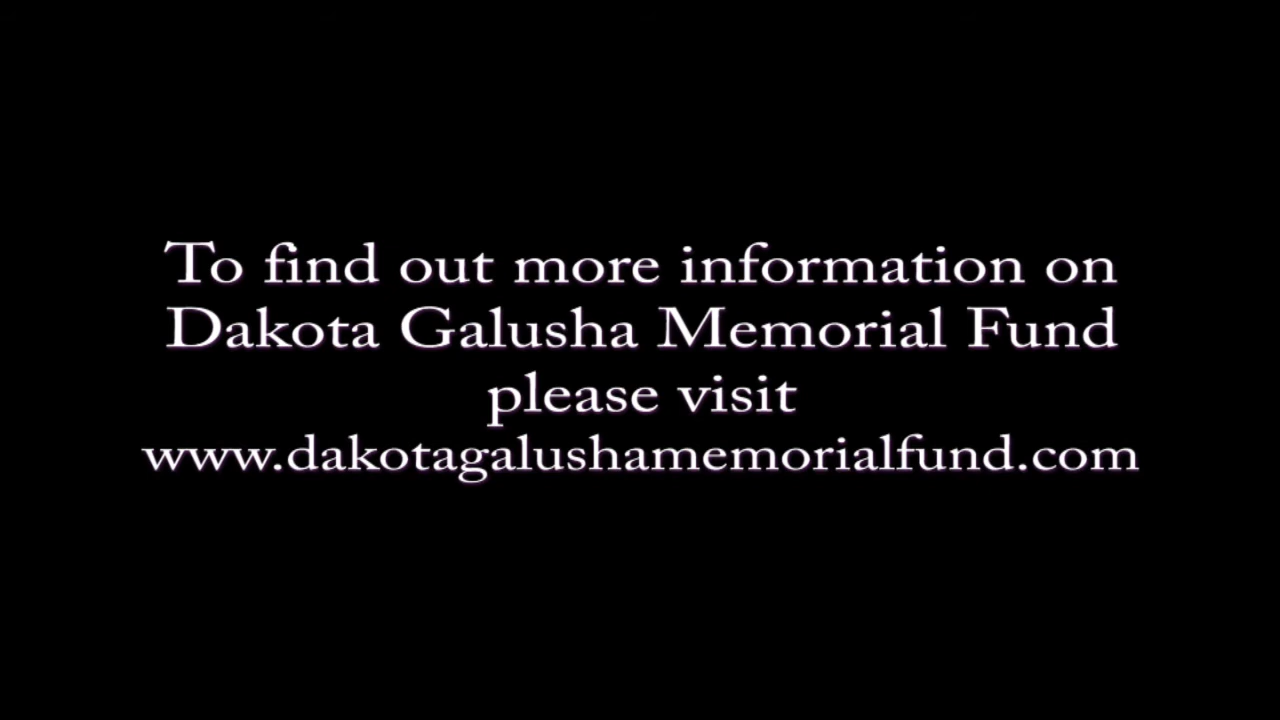 To find out more information on
Dakota Galusha Memorial Fund
please visit
www.dakotagalushamemorialfund.com